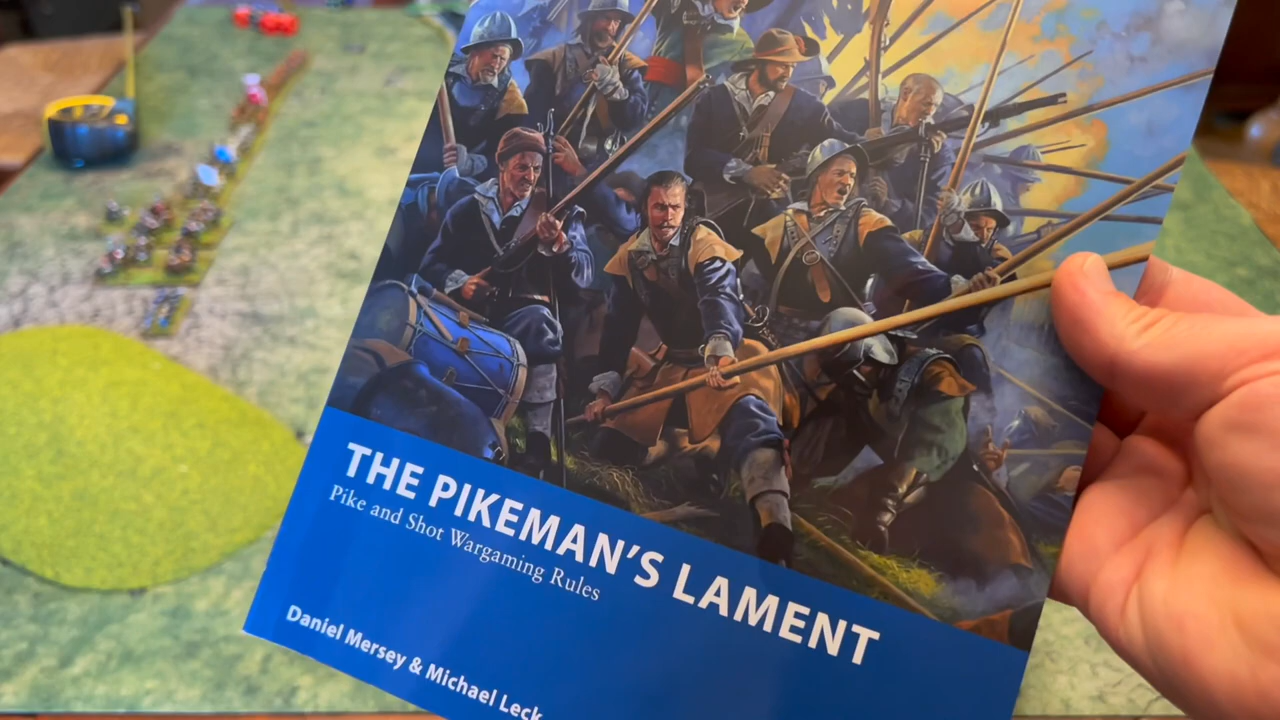 THE PIKEMAN'S LAMENT
Pike and Shot Wargaming Rules
Daniel Mersey & Michael Leck